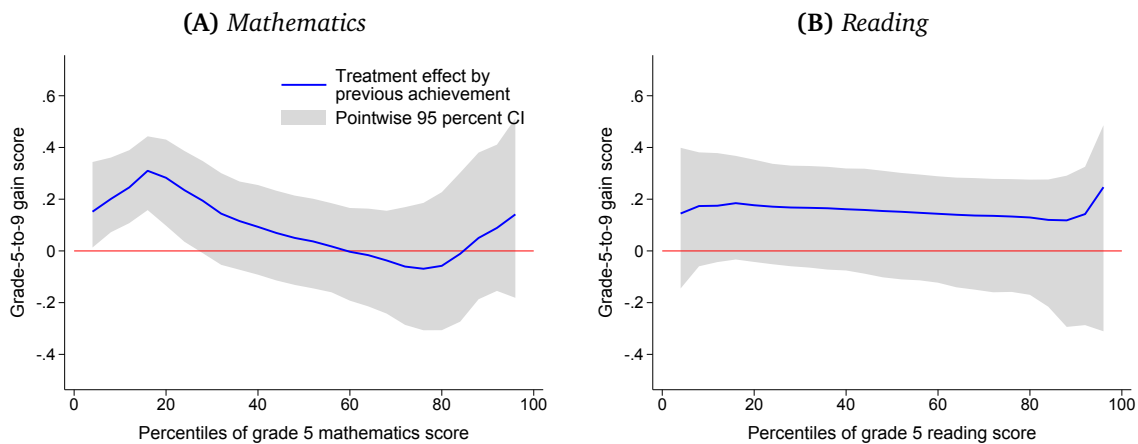 (A) Mathematics
Grade-5-to-9 gain score
.6
.4
.2
0
-.2
-.4
Treatment effect by
previous achievement
Pointwise 95 percent CI
0 20 40 60 80 100
Percentiles of grade 5 mathematics score
(B) Reading
Grade-5-to-9 gain score
.6
.4
.2
0
-.2
-.4
0 20 40 60 80 100
Percentiles of grade 5 reading score